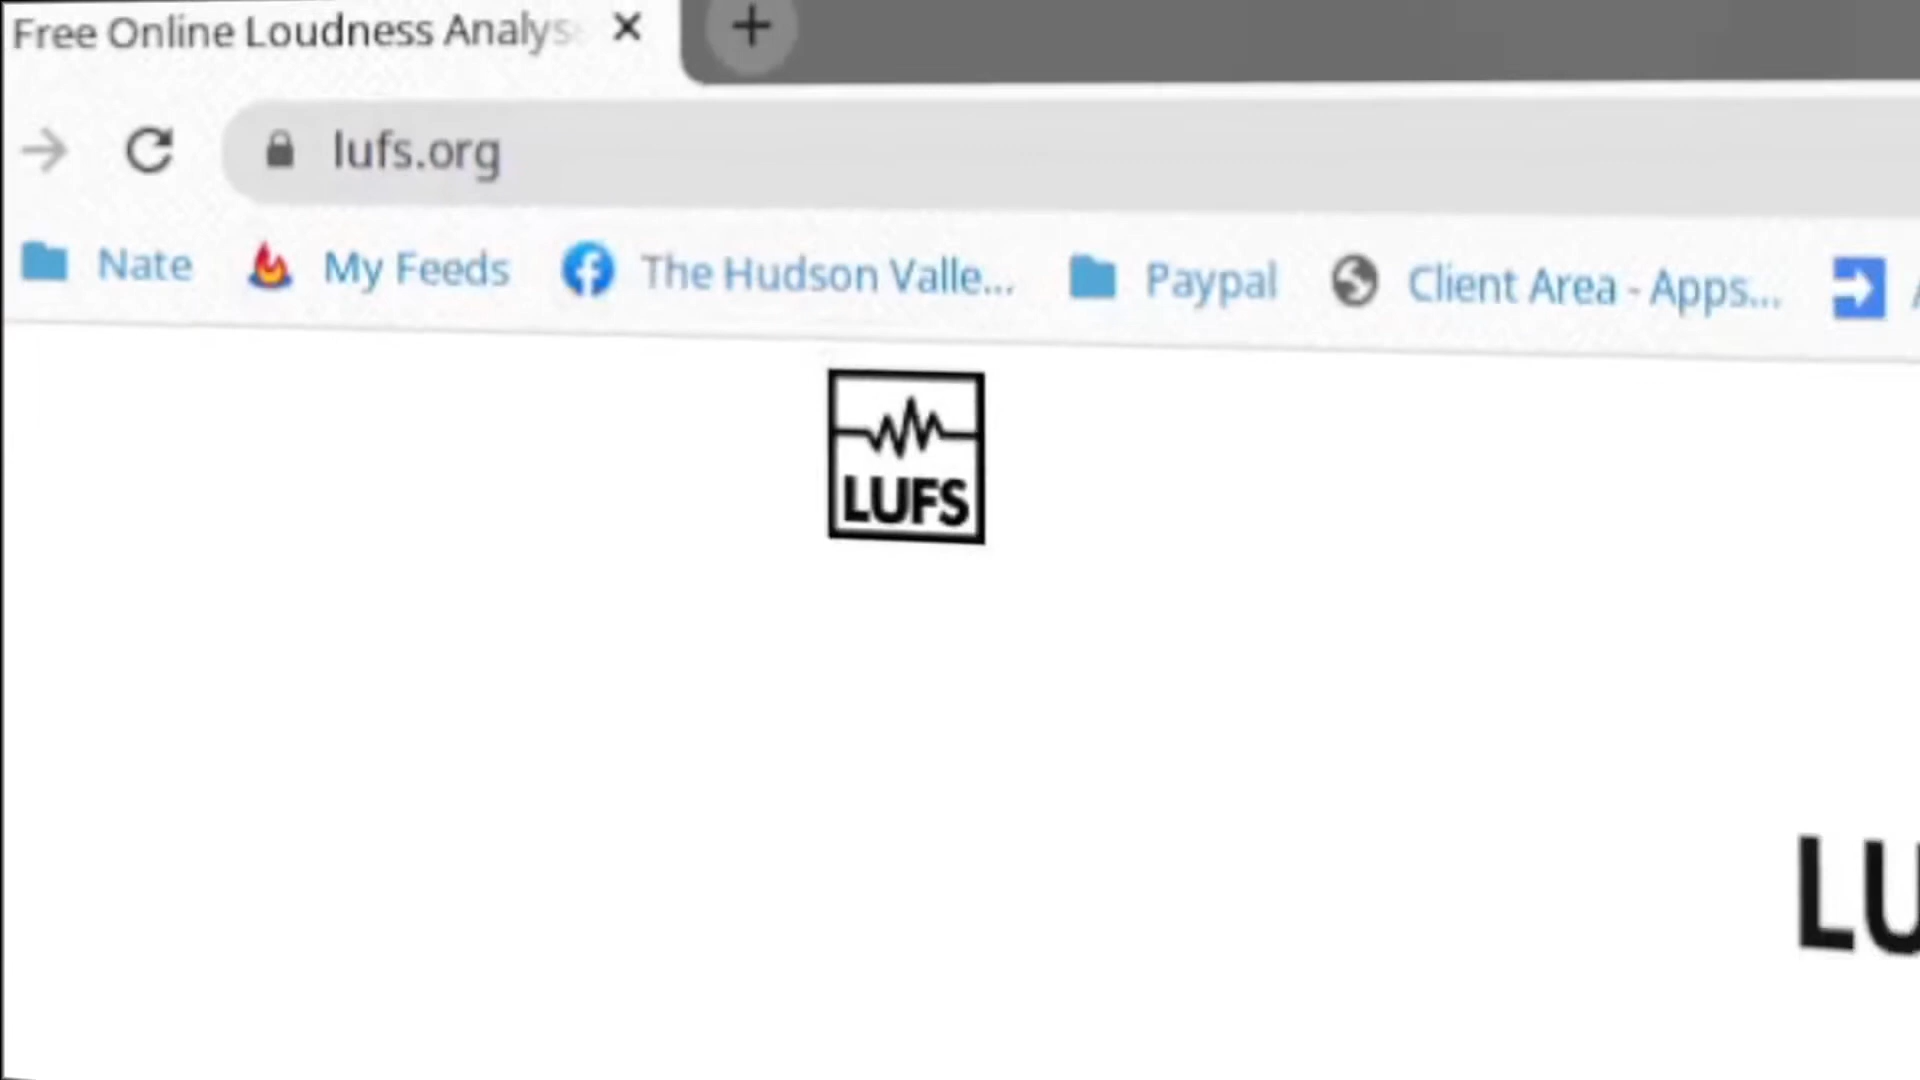 Free Online Loudness Analys
lufs.org
Nate My Feeds The Hudson Valle... Paypal Client Area - Apps...
LUFS
LU